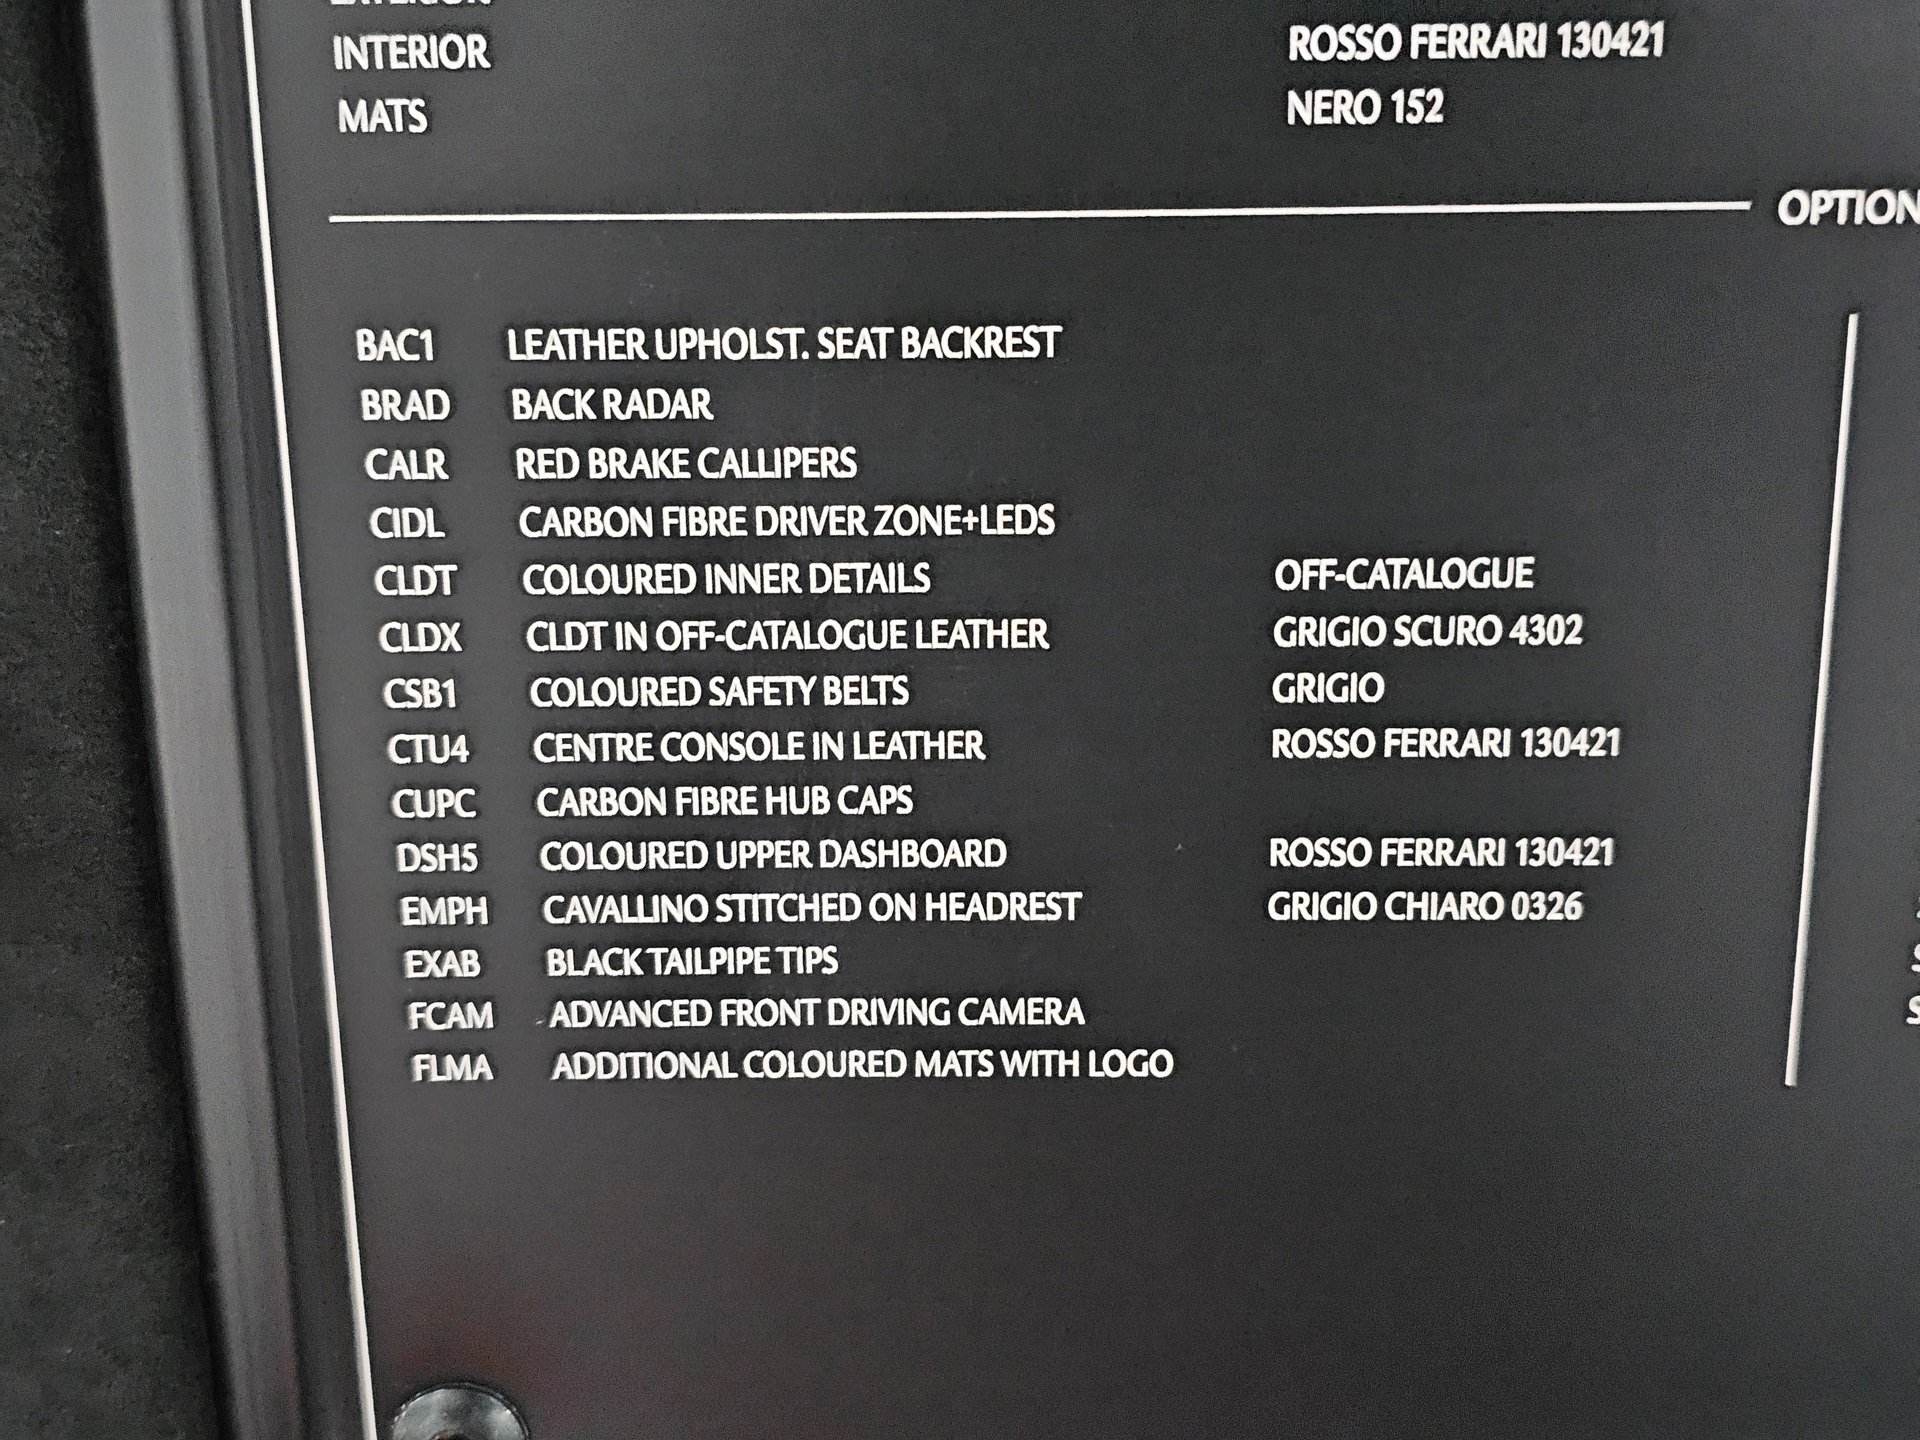 INTERIOR ROSSO FERRARI 130421
MATS NERO 152
OPTION
BAC1 LEATHER UPHOLST. SEAT BACKREST
BRAD BACK RADAR
CALR RED BRAKE CALLIPERS
CIDL CARBON FIBRE DRIVER ZONE+LEDS
CLDT COLOURED INNER DETAILS OFF-CATALOGUE
CLDX CLDT IN OFF-CATALOGUE LEATHER GRIGIO SCURO 4302
CSB1 COLOURED SAFETY BELTS GRIGIO
CTU4 CENTRE CONSOLE IN LEATHER ROSSO FERRARI 130421
CUPC CARBON FIBRE HUB CAPS
DSH5 COLOURED UPPER DASHBOARD ROSSO FERRARI 130421
EMPH CAVALLINO STITCHED ON HEADREST GRIGIO CHIARO 0326
EXAB BLACK TAILPIPE TIPS
FCAM ADVANCED FRONT DRIVING CAMERA
FLMA ADDITIONAL COLOURED MATS WITH LOGO